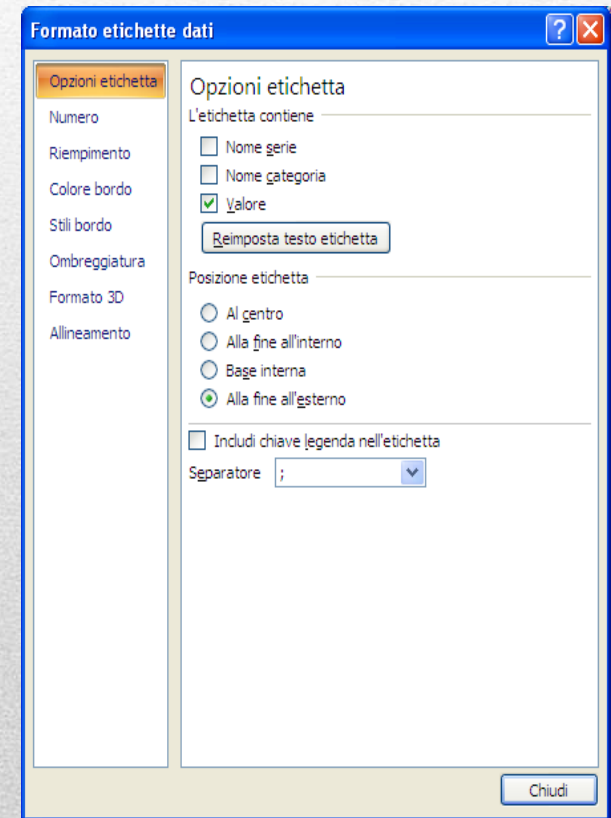 Formato etichette dati
Opzioni etichetta
Numero
Riempimento
Colore bordo
Stili bordo
Ombreggiatura
Formato 3D
Allineamento
Opzioni etichetta
L'etichetta contiene
Nome serie
Nome categoria
Valore
Reimposta testo etichetta
Posizione etichetta
Al centro
Alla fine all'interno
Base interna
Alla fine all'esterno
Includi chiave legenda nell'etichetta
Separatore ;
Chiudi